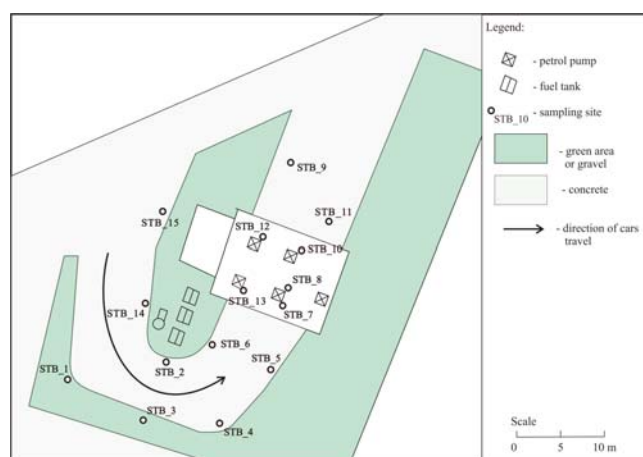 Legend:
- petrol pump
- fuel tank
- sampling site
STB_10
- green area
or gravel
- concrete
- direction of cars
travel
STB_9
STB_15
STB_11
STB_12
STB_10
STB_8
STB_13
STB_7
STB_14
STB_6
STB_5
STB_2
STB_1
STB_3
STB_4
Scale
0 5 10 m